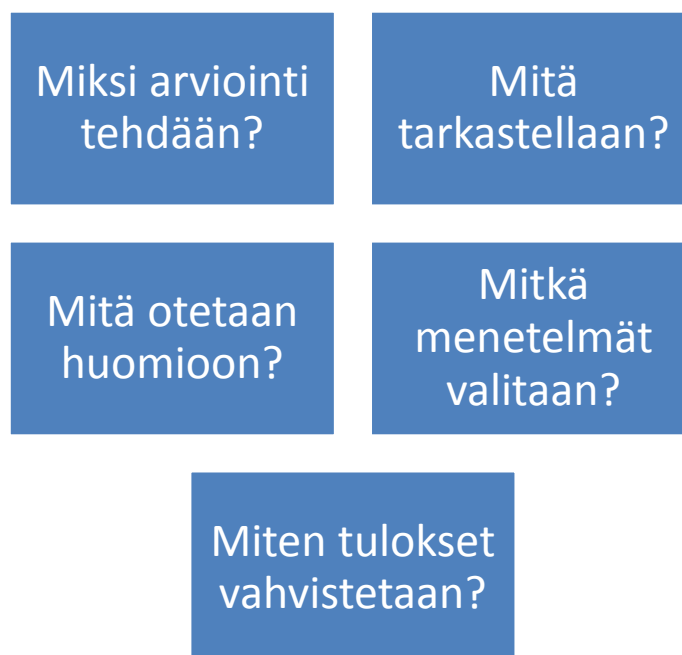 Miksi arviointi
tehdään?
Mitä
tarkastellaan?
Mitä otetaan
huomioon?
Mitkä
menetelmät
valitaan?
Miten tulokset
vahvistetaan?